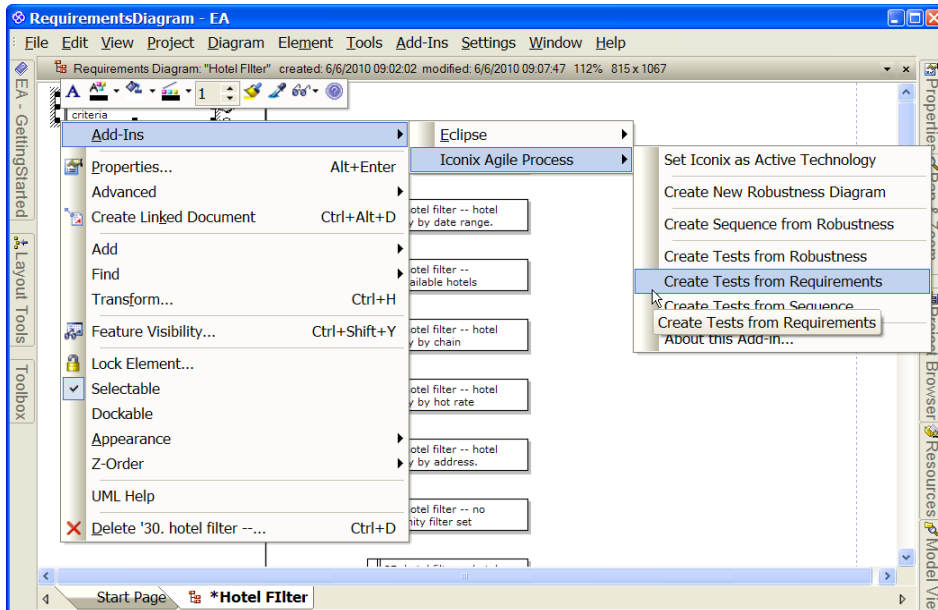 RequirementsDiagram - EA
File Edit View Project Diagram Element Tools Add-Ins Settings Window Help
Requirements Diagram: "Hotel FIlter" created: 6/6/2010 09:02:02 modified: 6/6/2010 09:07:47 112% 815 x 1067
1
criteria
Add-Ins
Properties... Alt+Enter
Advanced
Create Linked Document Ctrl+Alt+D
Add
Find
Transform... Ctrl+H
Feature Visibility... Ctrl+Shift+Y
Lock Element...
Selectable
Dockable
Appearance
Z-Order
UML Help
Delete '30. hotel filter --... Ctrl+D
Eclipse
Iconix Agile Process
Set Iconix as Active Technology
Create New Robustness Diagram
Create Sequence from Robustness
Create Tests from Robustness
Create Tests from Requirements
Create Tests from Sequence
Create Tests from Requirements
About this Add-in...
otel filter -- hotel
y by date range.
otel filter --
ailable hotels
otel filter -- hotel
y by chain
otel filter -- hotel
y by hot rate
otel filter -- hotel
y by address.
otel filter -- no
nity filter set
EA - GettingStarted
Layout Tools
Toolbox
Properties
Pan & Zoom
Project Browser
Resources
Model Vie
Start Page *Hotel FIlter